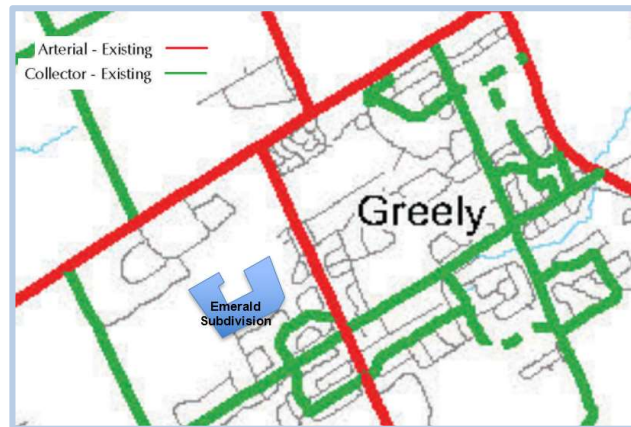 Arterial - Existing
Collector - Existing
Greely
Emerald
Subdivision